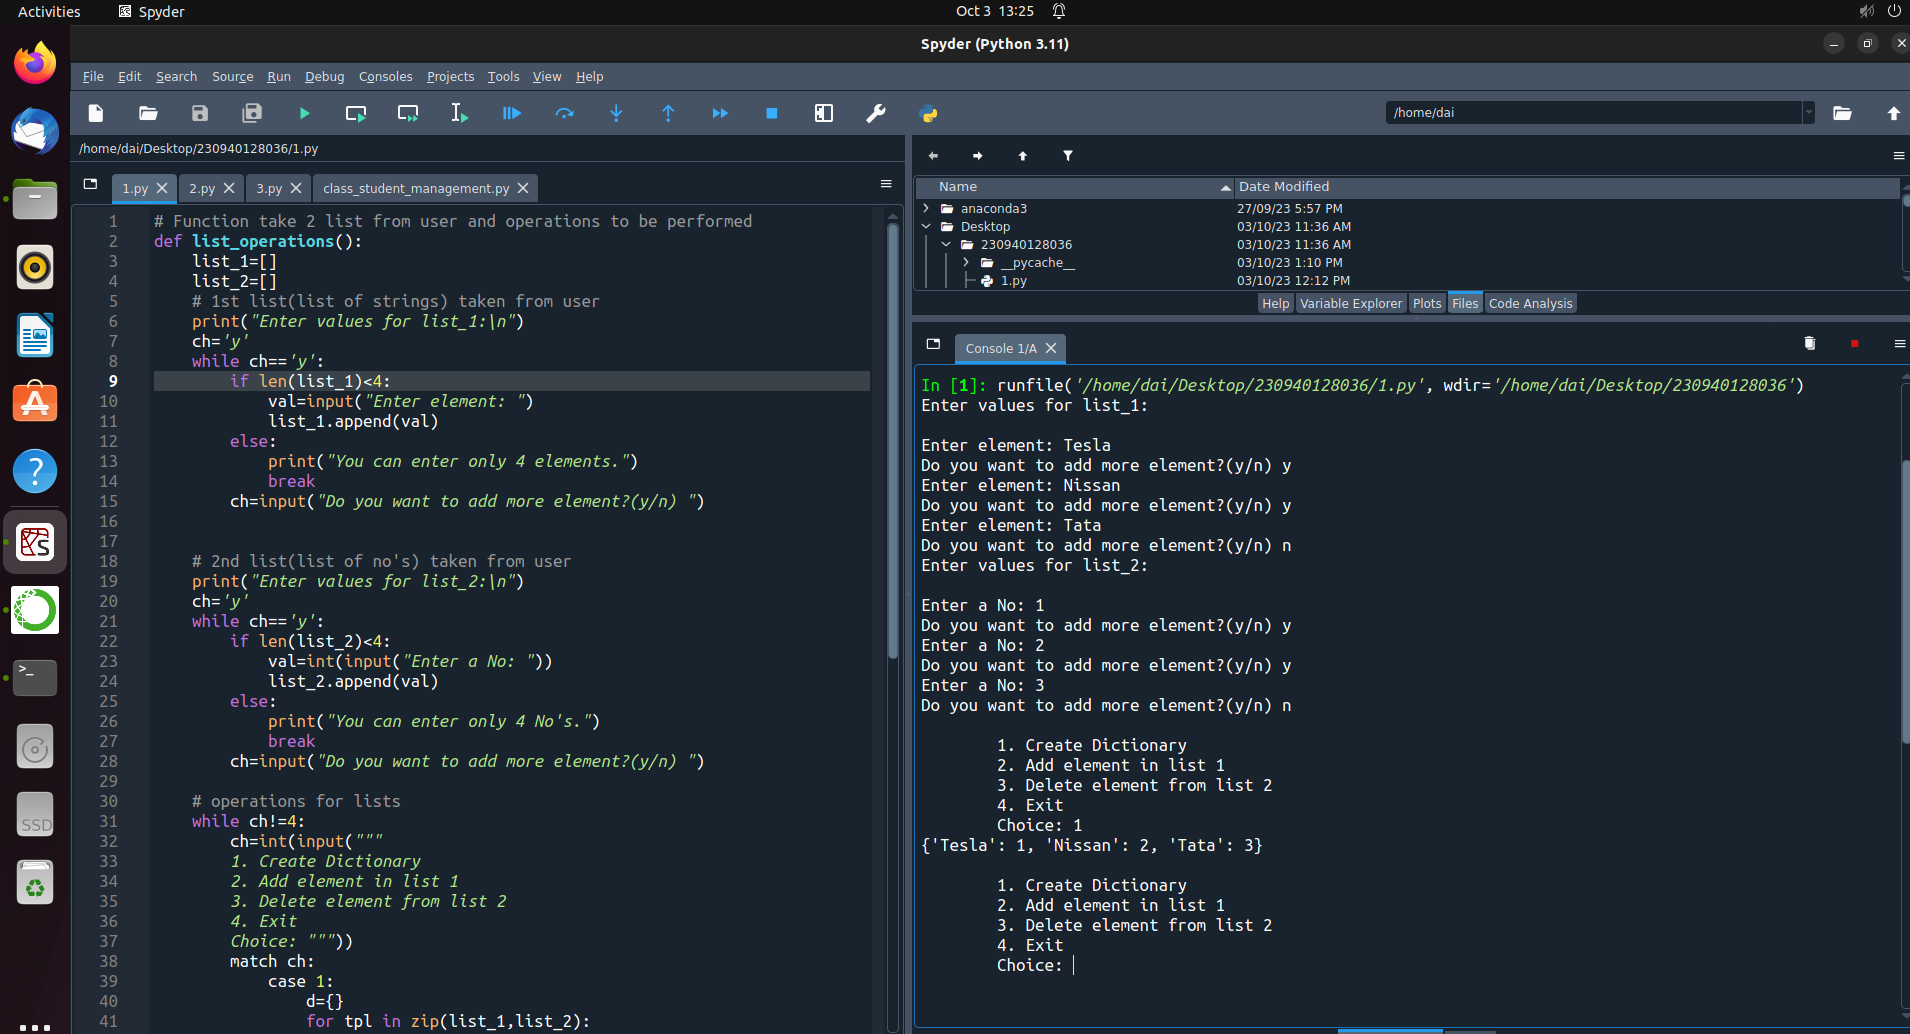 Activities
Spyder
Oct 3 13:25
Spyder (Python 3.11)
File Edit Search Source Run Debug Consoles Projects Tools View Help
/home/dai
/home/dai/Desktop/230940128036/1.py
1.py 2.py 3.py class_student_management.py
1 # Function take 2 list from user and operations to be performed
2 def list_operations():
3 list_1=[]
4 list_2=[]
5 # 1st list(list of strings) taken from user
6 print("Enter values for list_1:\n")
7 ch='y'
8 while ch=='y':
9 if len(list_1)<4:
10 val=input("Enter element: ")
11 list_1.append(val)
12 else:
13 print("You can enter only 4 elements.")
14 break
15 ch=input("Do you want to add more element?(y/n) ")
16
17
18 # 2nd list(list of no's) taken from user
19 print("Enter values for list_2:\n")
20 ch='y'
21 while ch=='y':
22 if len(list_2)<4:
23 val=int(input("Enter a No: "))
24 list_2.append(val)
25 else:
26 print("You can enter only 4 No's.")
27 break
28 ch=input("Do you want to add more element?(y/n) ")
29
30 # operations for lists
31 while ch!=4:
32 ch=int(input("""
33 1. Create Dictionary
34 2. Add element in list 1
35 3. Delete element from list 2
36 4. Exit
37 Choice: """))
38 match ch:
39 case 1:
40 d={}
41 for tpl in zip(list_1,list_2):
Name Date Modified
anaconda3 27/09/23 5:57 PM
Desktop 03/10/23 11:36 AM
230940128036 03/10/23 11:36 AM
__pycache__ 03/10/23 1:10 PM
1.py 03/10/23 12:12 PM
Help Variable Explorer Plots Files Code Analysis
Console 1/A
In [1]: runfile('/home/dai/Desktop/230940128036/1.py', wdir='/home/dai/Desktop/230940128036')
Enter values for list_1:

Enter element: Tesla
Do you want to add more element?(y/n) y
Enter element: Nissan
Do you want to add more element?(y/n) y
Enter element: Tata
Do you want to add more element?(y/n) n
Enter values for list_2:

Enter a No: 1
Do you want to add more element?(y/n) y
Enter a No: 2
Do you want to add more element?(y/n) y
Enter a No: 3
Do you want to add more element?(y/n) n

1. Create Dictionary
2. Add element in list 1
3. Delete element from list 2
4. Exit
Choice: 1
{'Tesla': 1, 'Nissan': 2, 'Tata': 3}

1. Create Dictionary
2. Add element in list 1
3. Delete element from list 2
4. Exit
Choice:
SSD